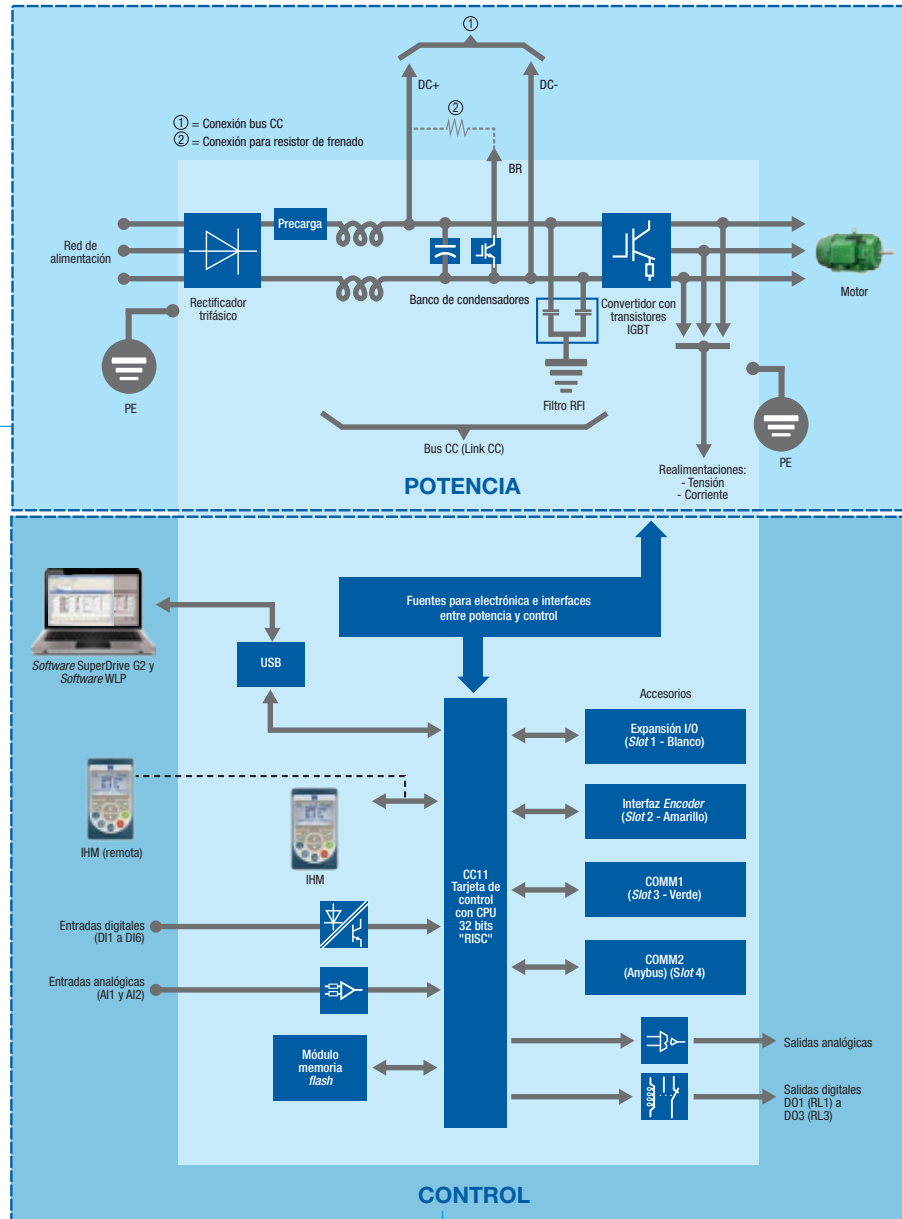 ①
DC+
DC-
②
① = Conexión bus CC
② = Conexión para resistor de frenado
BR
Precarga
Red de
alimentación
Rectificador
trifásico
Banco de condensadores
Convertidor con
transistores
IGBT
Motor
PE
Filtro RFI
PE
Bus CC (Link CC)
Realimentaciones:
- Tensión
- Corriente
POTENCIA
Fuentes para electrónica e interfaces
entre potencia y control
Software SuperDrive G2 y
Software WLP
USB
Accesorios
Expansión I/O
(Slot 1 - Blanco)
Interfaz Encoder
(Slot 2 - Amarillo)
IHM (remota)
IHM
CC11
Tarjeta de
control
con CPU
32 bits
"RISC"
COMM1
(Slot 3 - Verde)
Entradas digitales
(DI1 a DI6)
COMM2
(Anybus) (Slot 4)
Entradas analógicas
(AI1 y AI2)
Módulo
memoria
flash
Salidas analógicas
Salidas digitales
DO1 (RL1) a
DO3 (RL3)
CONTROL